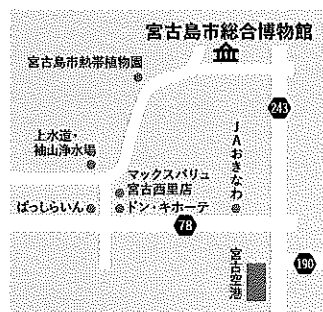 宮古島市総合博物館
宮古島市熱帯植物園
243
上水道・
袖山浄水場
JAおきなわ
マックスバリュ
宮古西里店
ばっしらいん
ドン・キホーテ
78
宮古空港
190